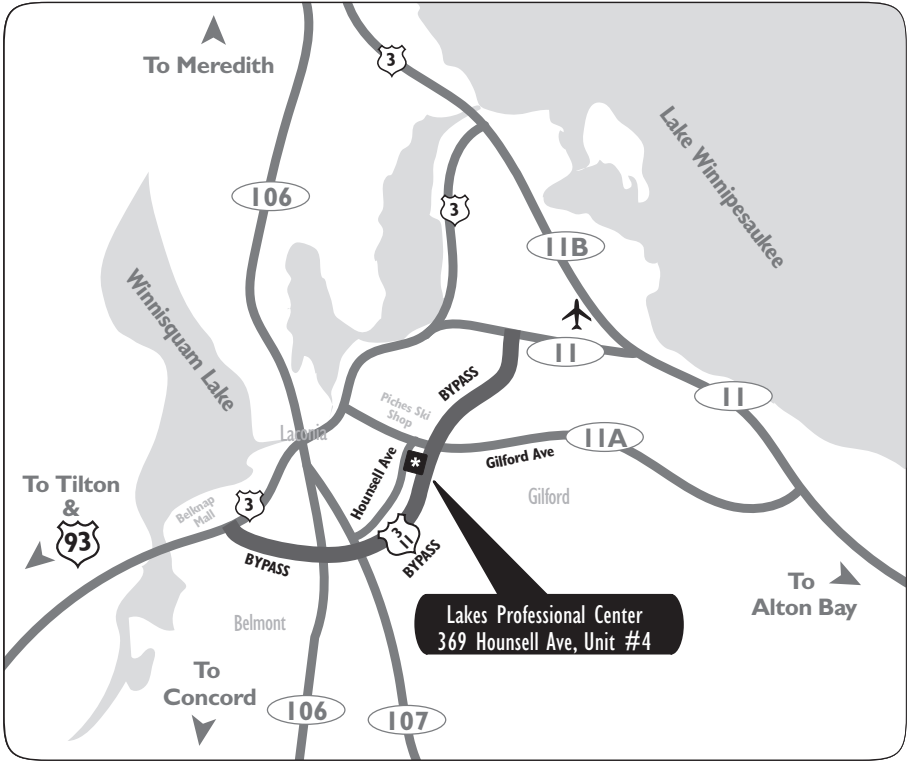 To Meredith
3
Lake Winnipesaukee
106
3
11B
Winnisquam Lake
11
11
BYPASS
Piches Ski
Shop
Laconia
11A
Gilford Ave
Hounsell Ave
Gilford
To Tilton
&
93
Belknap
Mall
3
3
11
BYPASS
BYPASS
*
Lakes Professional Center
369 Hounsell Ave, Unit #4
To
Alton Bay
Belmont
To
Concord
106
107